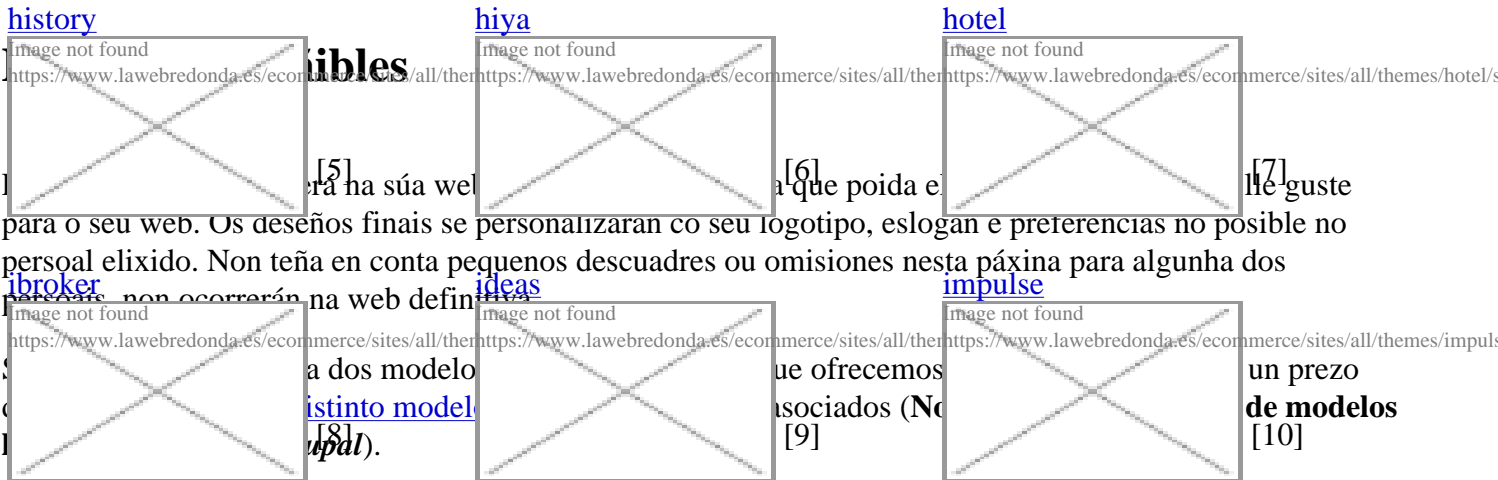 history hiya hotel
Image not found Image not found Image not found
https://www.lawebredonda.es/ecommerce/sites/all/them https://www.lawebredonda.es/ecommerce/sites/all/them https://www.lawebredonda.es/ecommerce/sites/all/themes/hotel/s
[5] [6] [7]
na súa web que poida lle guste
para o seu web. Os deseños finais se personalizarán co seu logotipo, eslogan e preferencias no posible no
persoal elixido. Non teña en conta pequenos descuadres ou omisiones nesta páxina para algunha dos
ibroker ideas impulse
persoais, non ocorrerán na web definitiva
Image not found Image not found Image not found
https://www.lawebredonda.es/ecommerce/sites/all/them https://www.lawebredonda.es/ecommerce/sites/all/them https://www.lawebredonda.es/ecommerce/sites/all/themes/impuls
a dos modelo ue ofrecemos un prezo
istinto model asociados (No de modelos
[8] upal). [9] [10]